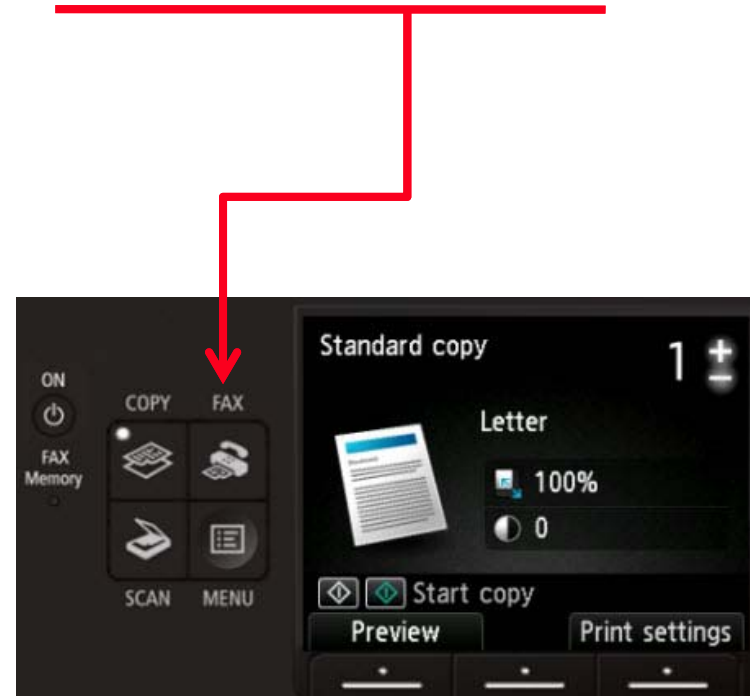 ON
FAX
Memory
COPY FAX
SCAN MENU
Standard copy
1
Letter
100%
0
Start copy
Preview Print settings